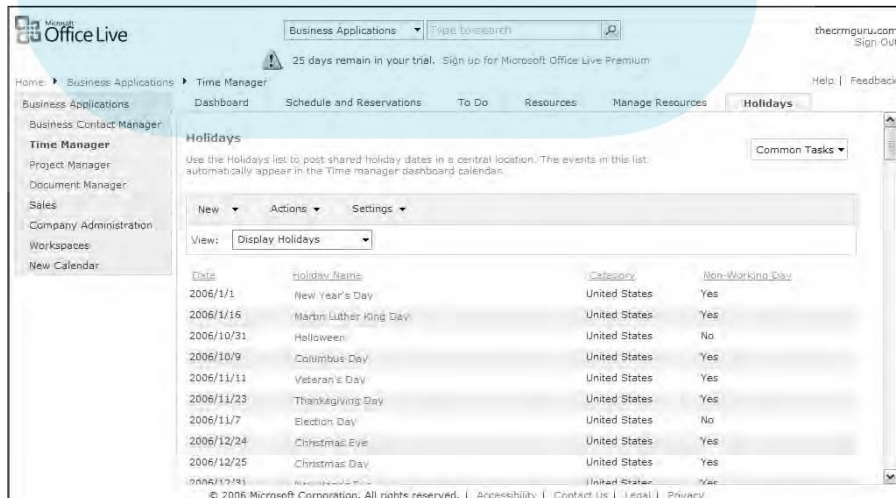 Microsoft
Office Live
Business Applications
Type to search
thecrmguru.com
Sign Out
25 days remain in your trial. Sign up for Microsoft Office Live Premium
Home Business Applications Time Manager
Help | Feedback
Business Applications
Business Contact Manager
Time Manager
Project Manager
Document Manager
Sales
Company Administration
Workspaces
New Calendar
Dashboard Schedule and Reservations To Do Resources Manage Resources Holidays
Holidays
Use the Holidays list to post shared holiday dates in a central location. The events in this list
automatically appear in the Time manager dashboard calendar.
Common Tasks
New Actions Settings
View: Display Holidays
Date Holiday Name Category Non-Working Day
2006/1/1 New Year's Day United States Yes
2006/1/16 Martin Luther King Day United States Yes
2006/10/31 Halloween United States No
2006/10/9 Columbus Day United States Yes
2006/11/11 Veteran's Day United States Yes
2006/11/23 Thanksgiving Day United States Yes
2006/11/7 Election Day United States No
2006/12/24 Christmas Eve United States Yes
2006/12/25 Christmas Day United States Yes
2006/12/31 United States Yes
© 2006 Microsoft Corporation. All rights reserved. | Accessibility | Contact Us | Legal | Privacy